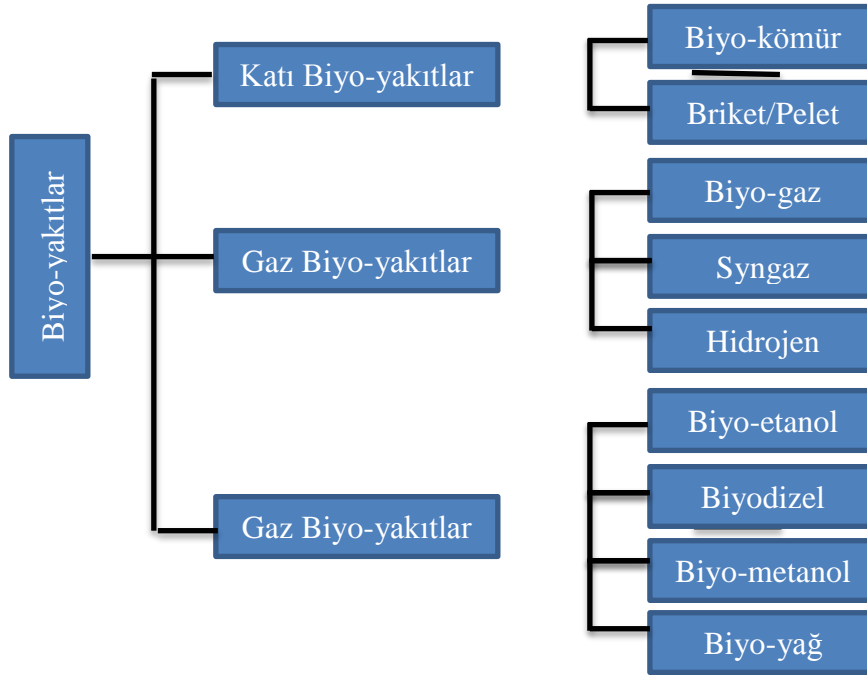 Biyo-yakıtlar
Katı Biyo-yakıtlar
Biyo-kömür
Briket/Pelet
Gaz Biyo-yakıtlar
Biyo-gaz
Syngaz
Hidrojen
Gaz Biyo-yakıtlar
Biyo-etanol
Biyodizel
Biyo-metanol
Biyo-yağ